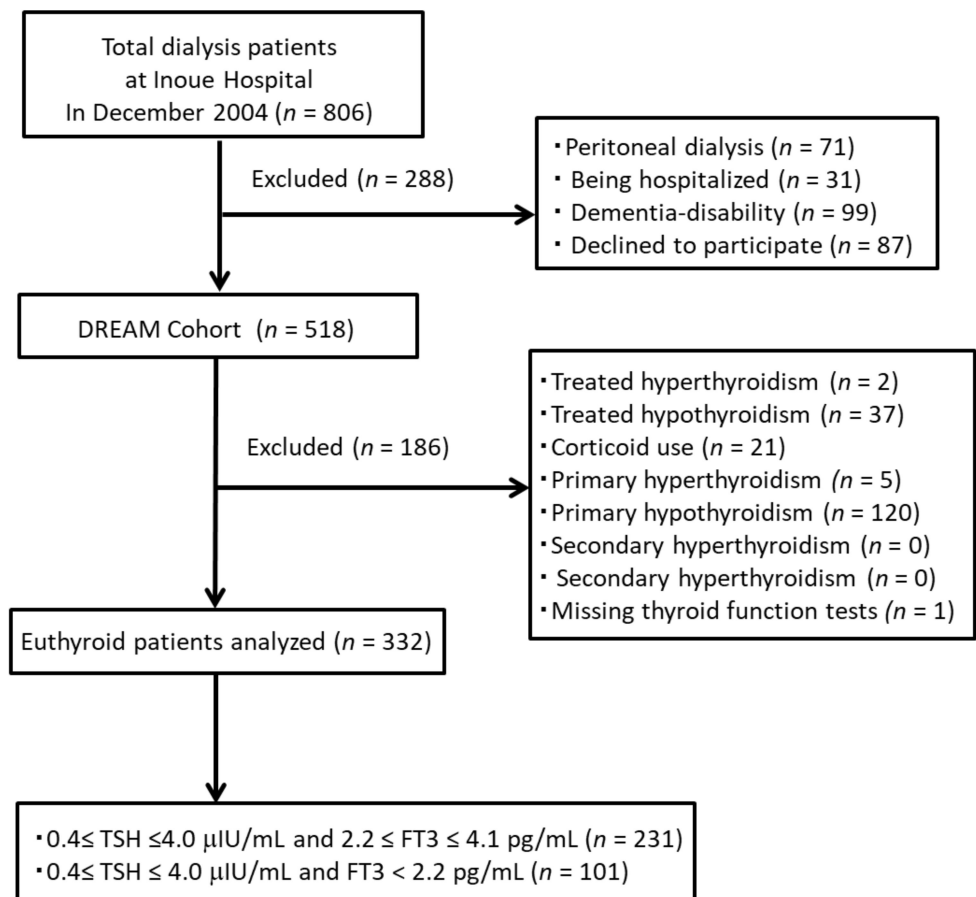 Total dialysis patients
at Inoue Hospital
In December 2004 (n = 806)
Excluded (n = 288)
・Peritoneal dialysis (n = 71)
・Being hospitalized (n = 31)
・Dementia-disability (n = 99)
・Declined to participate (n = 87)
DREAM Cohort (n = 518)
Excluded (n = 186)
・Treated hyperthyroidism (n = 2)
・Treated hypothyroidism (n = 37)
・Corticoid use (n = 21)
・Primary hyperthyroidism (n = 5)
・Primary hypothyroidism (n = 120)
・Secondary hyperthyroidism (n = 0)
・Secondary hyperthyroidism (n = 0)
・Missing thyroid function tests (n = 1)
Euthyroid patients analyzed (n = 332)
・0.4≤ TSH ≤4.0 μIU/mL and 2.2 ≤ FT3 ≤ 4.1 pg/mL (n = 231)
・0.4≤ TSH ≤ 4.0 μIU/mL and FT3 < 2.2 pg/mL (n = 101)